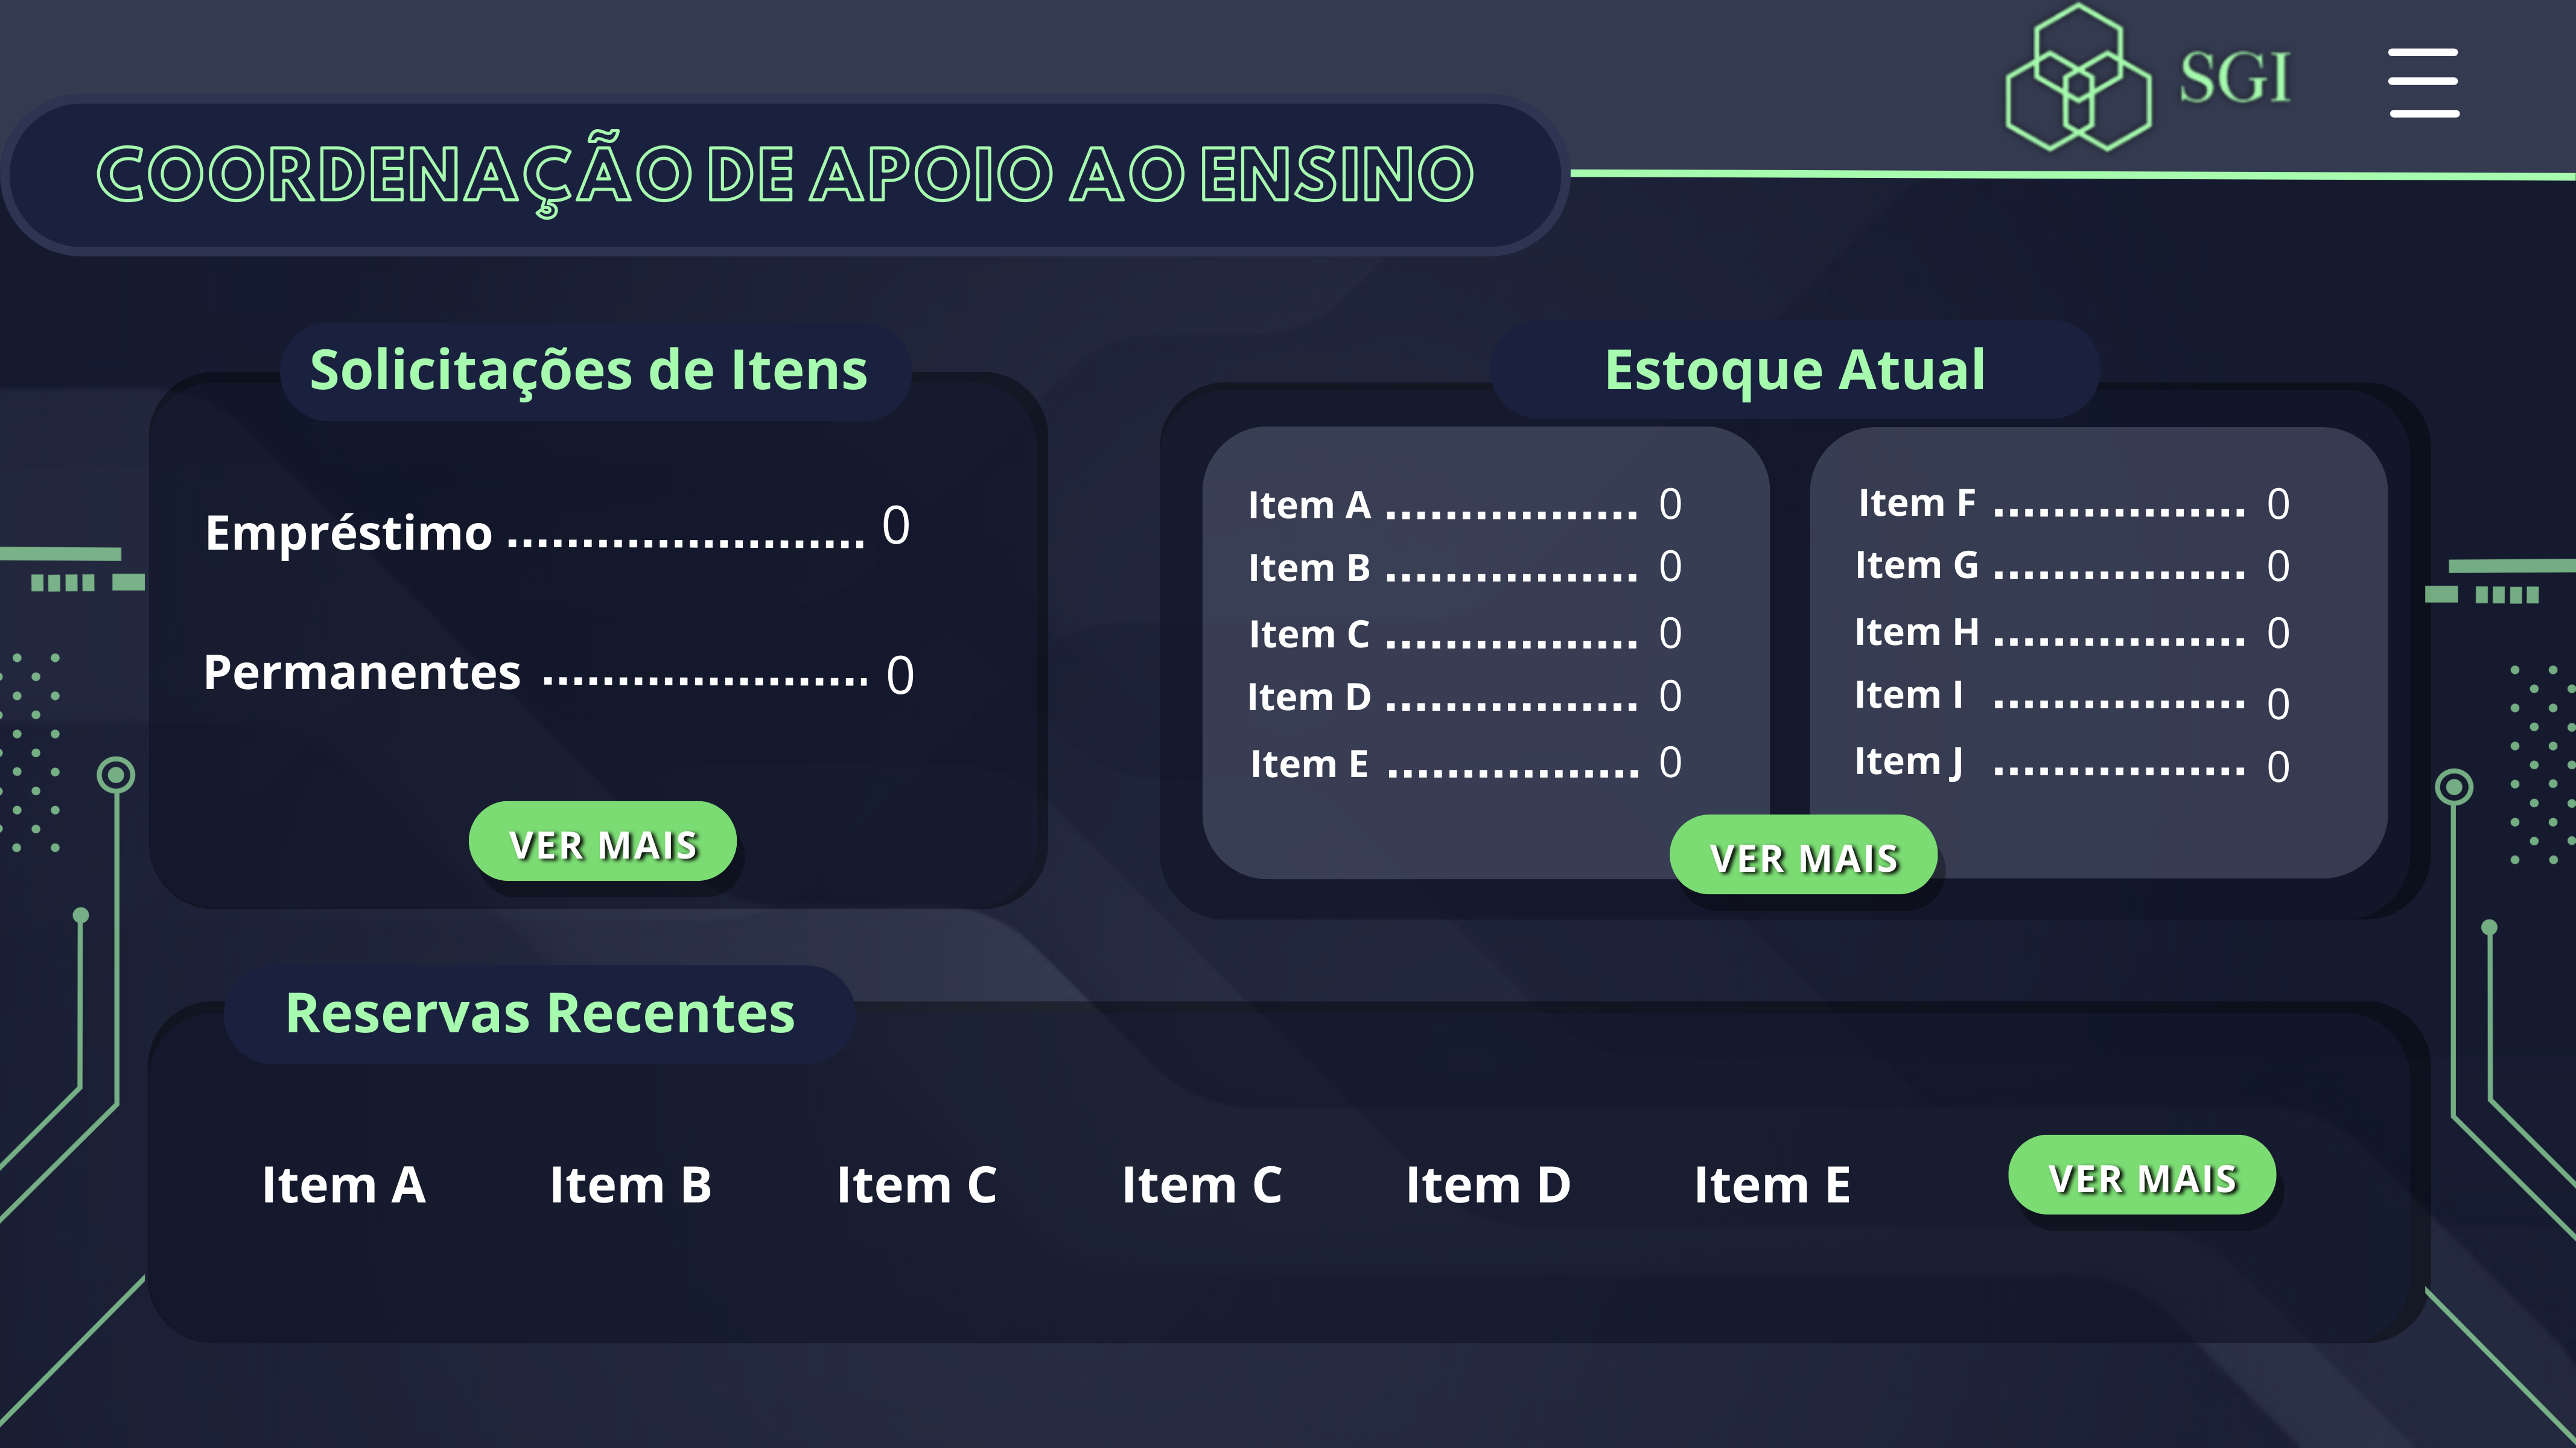 SGI
COORDENAÇÃO DE APOIO AO ENSINO
Solicitações de Itens
Empréstimo ........................ 0
Permanentes ...................... 0
VER MAIS
Estoque Atual
Item A ................. 0
Item B ................. 0
Item C ................. 0
Item D ................. 0
Item E ................. 0
Item F ................. 0
Item G ................. 0
Item H ................. 0
Item I ................. 0
Item J ................. 0
VER MAIS
Reservas Recentes
Item A Item B Item C Item C Item D Item E VER MAIS